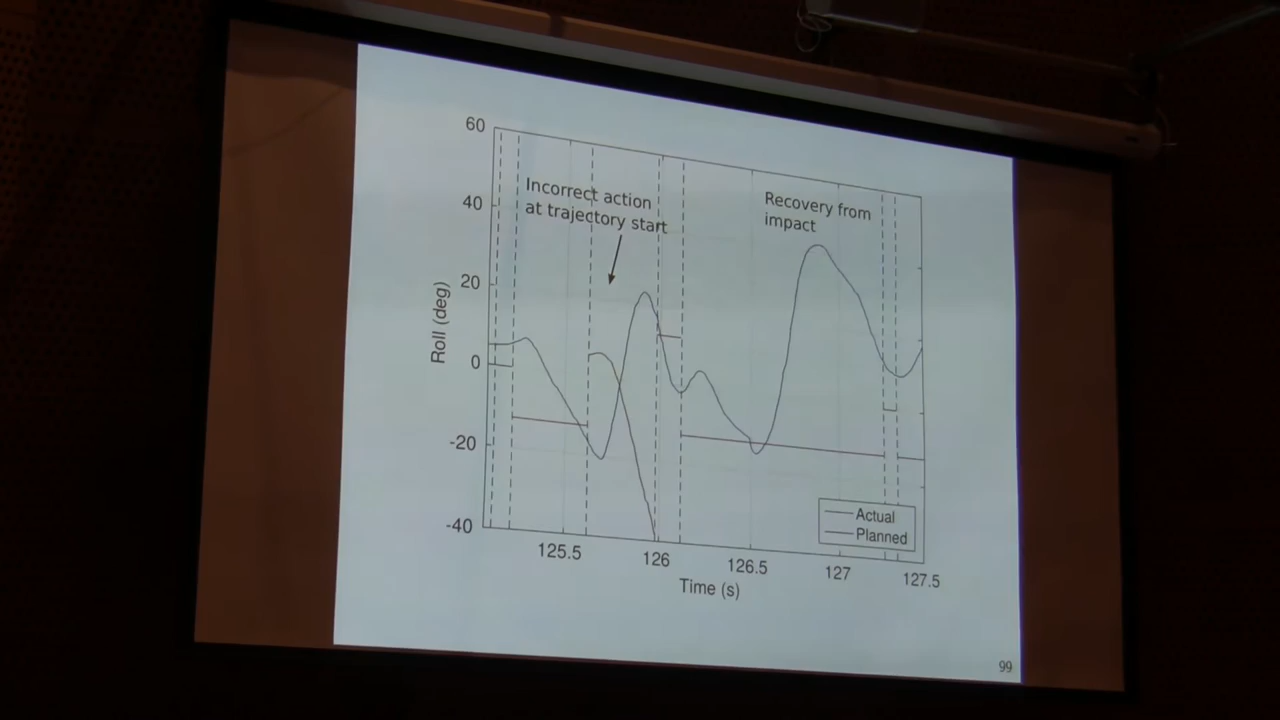 60
40
20
0
-20
-40
Roll (deg)
Incorrect action
at trajectory start
Recovery from
impact
Actual
Planned
125.5
126
126.5
127
127.5
Time (s)
99